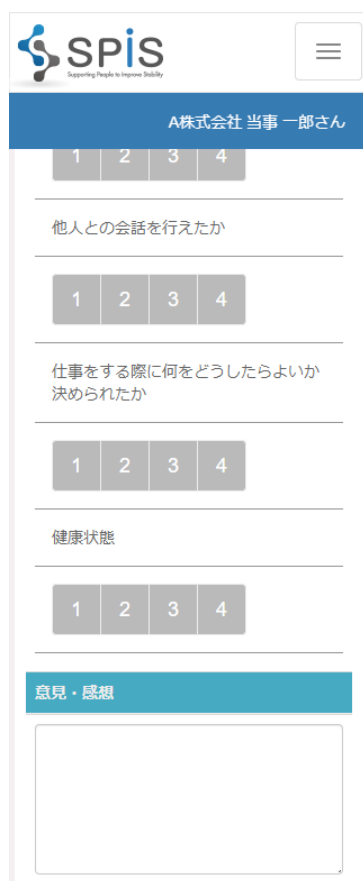 SPiS
Supporting People to Improve Stability
A株式会社 当事 一郎さん
1 2 3 4
他人との会話を行えたか
1 2 3 4
仕事をする際に何をどうしたらよいか
決められたか
1 2 3 4
健康状態
1 2 3 4
意見・感想